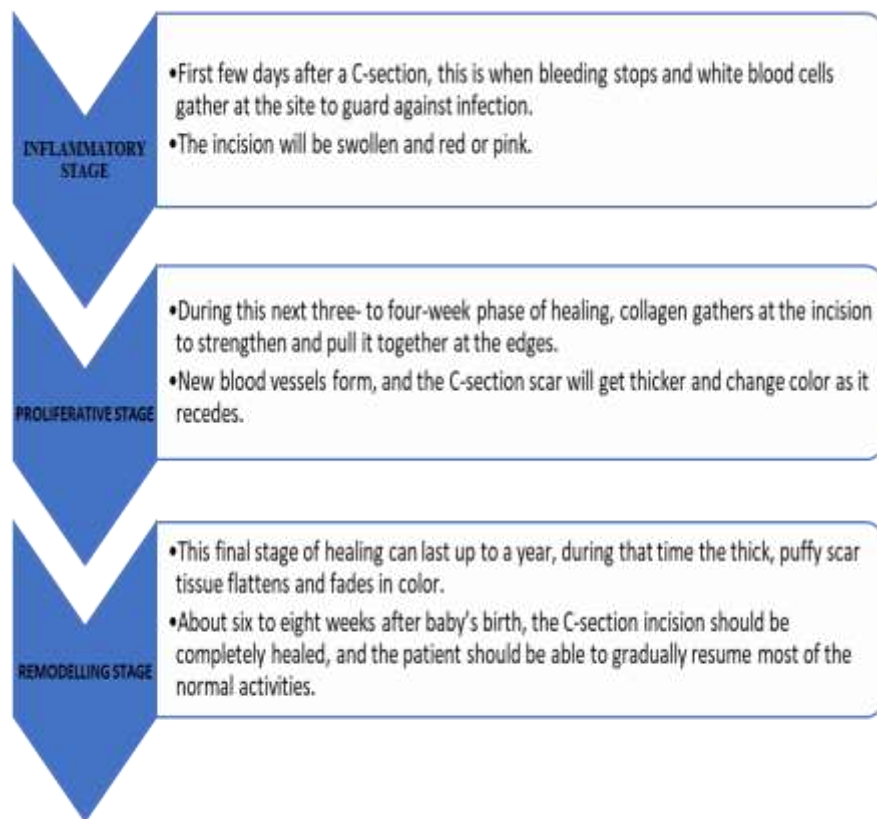 INFLAMMATORY
STAGE
•First few days after a C-section, this is when bleeding stops and white blood cells
gather at the site to guard against infection.
•The incision will be swollen and red or pink.
PROLIFERATIVE STAGE
•During this next three- to four-week phase of healing, collagen gathers at the incision
to strengthen and pull it together at the edges.
•New blood vessels form, and the C-section scar will get thicker and change color as it
recedes.
REMODELLING STAGE
•This final stage of healing can last up to a year, during that time the thick, puffy scar
tissue flattens and fades in color.
•About six to eight weeks after baby's birth, the C-section incision should be
completely healed, and the patient should be able to gradually resume most of the
normal activities.